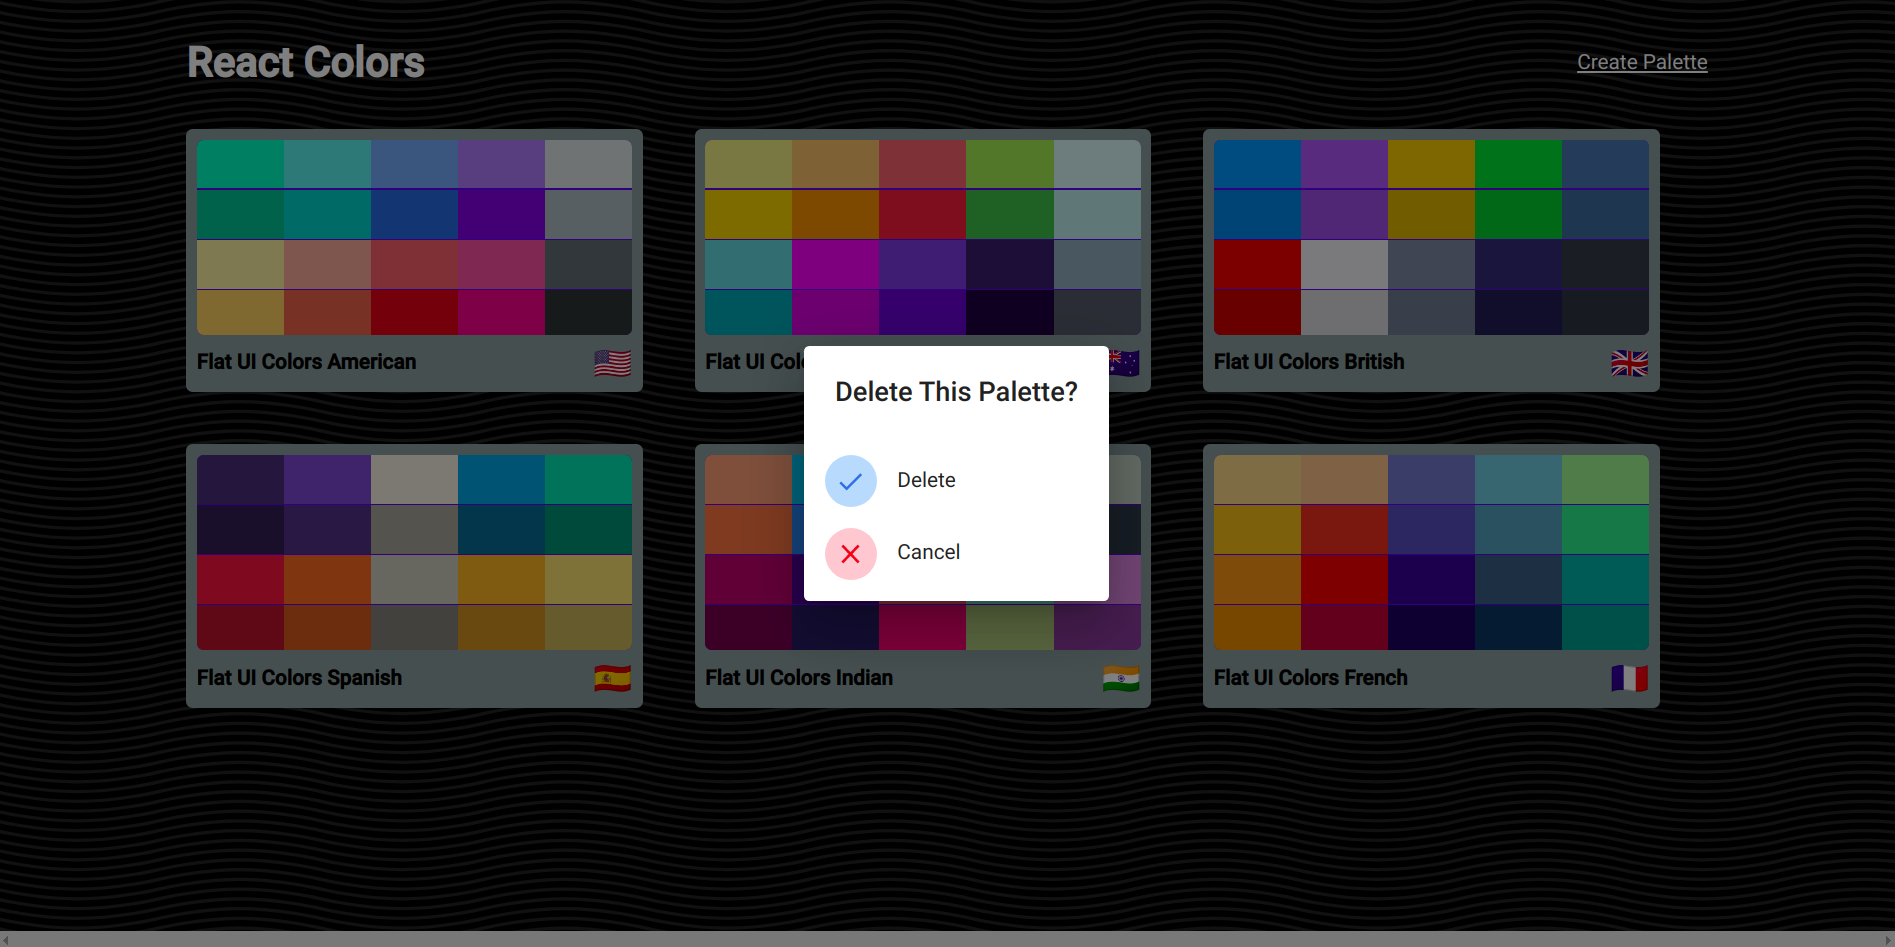 React Colors
Create Palette
Flat UI Colors American
Flat UI
Flat UI Colors British
Delete This Palette?
Delete
Cancel
Flat UI Colors Spanish
Flat UI Colors Indian
Flat UI Colors French